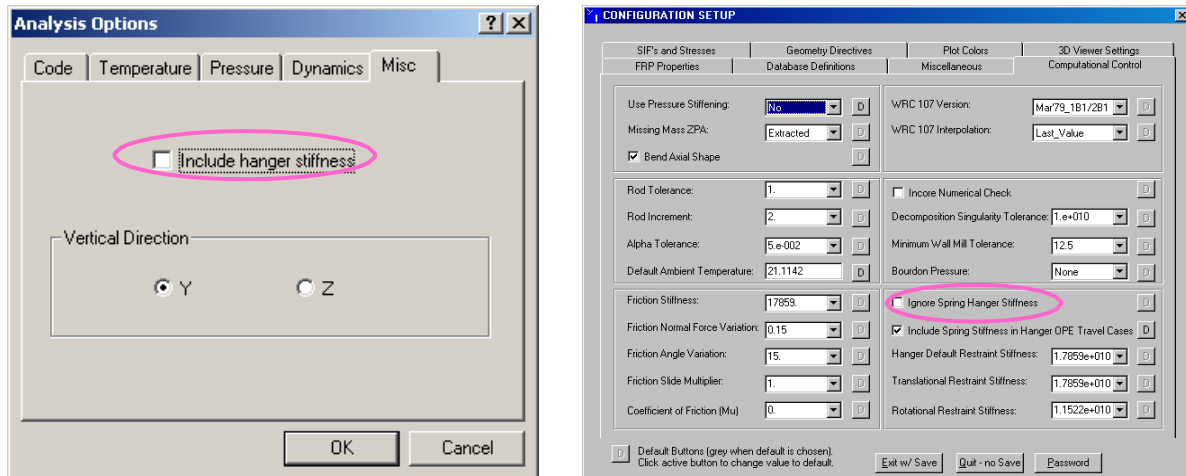 Analysis Options
? X
Code Temperature Pressure Dynamics Misc
Include hanger stiffness
Vertical Direction
Y Z
OK Cancel
CONFIGURATION SETUP
SIF's and Stresses Geometry Directives Plot Colors 3D Viewer Settings
FRP Properties Database Definitions Miscellaneous Computational Control
Use Pressure Stiffening: No D
Missing Mass ZPA: Extracted D
Bend Axial Shape D
WRC 107 Version: Mar'79_1B1/2B1 D
WRC 107 Interpolation: Last_Value D
Rod Tolerance: 1. D
Rod Increment: 2. D
Alpha Tolerance: 5.e-002 D
Default Ambient Temperature: 21.1142 D
Incore Numerical Check D
Decomposition Singularity Tolerance: 1.e+010 D
Minimum Wall Mill Tolerance: 12.5 D
Bourdon Pressure: None D
Friction Stiffness: 17859. D
Friction Normal Force Variation: 0.15 D
Friction Angle Variation: 15. D
Friction Slide Multiplier: 1. D
Coefficient of Friction (Mu) 0. D
Ignore Spring Hanger Stiffness D
Include Spring Stiffness in Hanger OPE Travel Cases D
Hanger Default Restraint Stiffness: 1.7859e+010 D
Translational Restraint Stiffness: 1.7859e+010 D
Rotational Restraint Stiffness: 1.1522e+010 D
D Default Buttons (grey when default is chosen).
Click active button to change value to default.
Exit w/ Save Quit - no Save Password